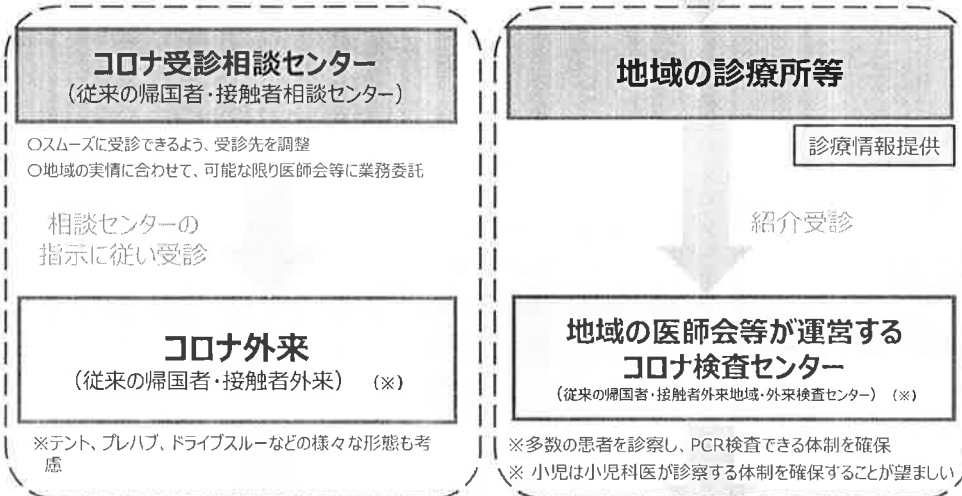 コロナ受診相談センター
(従来の帰国者・接触者相談センター)
○スムーズに受診できるよう、受診先を調整
○地域の実情に合わせて、可能な限り医師会等に業務委託
相談センターの
指示に従い受診
コロナ外来
(従来の帰国者・接触者外来) (※)
※テント、プレハブ、ドライブスルーなどの様々な形態も考
慮
地域の診療所等
診療情報提供
紹介受診
地域の医師会等が運営する
コロナ検査センター
(従来の帰国者・接触者外来地域・外来検査センター) (※)
※多数の患者を診察し、PCR検査できる体制を確保
※ 小児は小児科医が診察する体制を確保することが望ましい